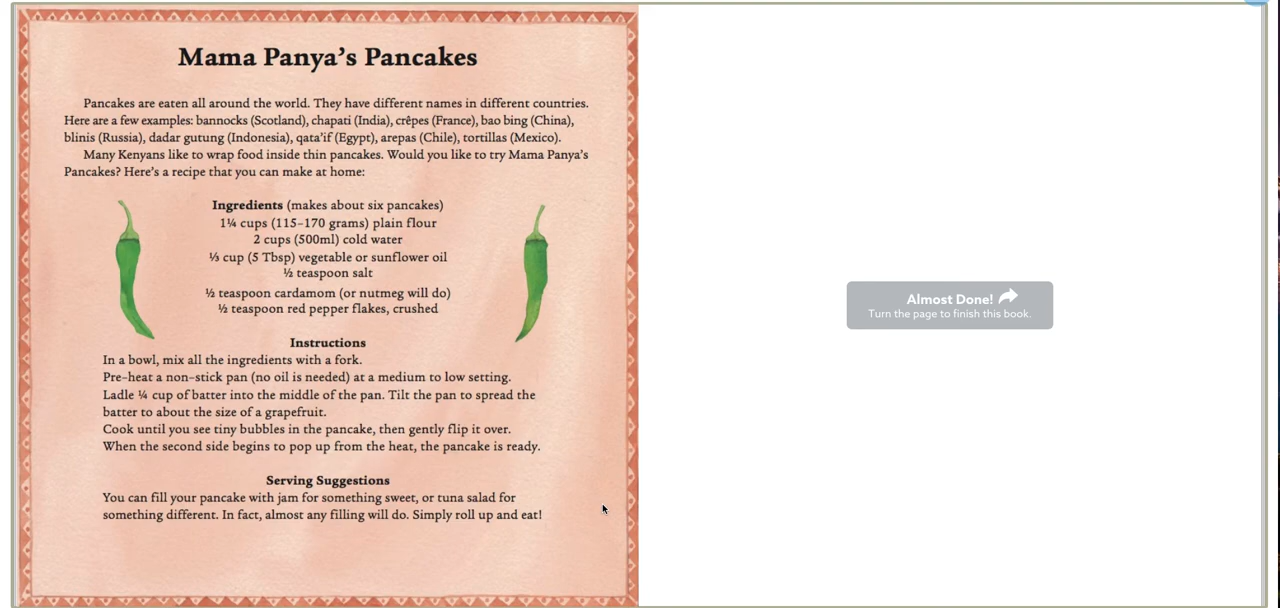 Mama Panya's Pancakes
Pancakes are eaten all around the world. They have different names in different countries.
Here are a few examples: bannocks (Scotland), chapati (India), crêpes (France), bao bing (China),
blinis (Russia), dadar gutung (Indonesia), qata'if (Egypt), arepas (Chile), tortillas (Mexico).
Many Kenyans like to wrap food inside thin pancakes. Would you like to try Mama Panya's
Pancakes? Here's a recipe that you can make at home:
Ingredients (makes about six pancakes)
1¼ cups (115–170 grams) plain flour
2 cups (500ml) cold water
⅓ cup (5 Tbsp) vegetable or sunflower oil
½ teaspoon salt
½ teaspoon cardamom (or nutmeg will do)
½ teaspoon red pepper flakes, crushed
Instructions
In a bowl, mix all the ingredients with a fork.
Pre-heat a non-stick pan (no oil is needed) at a medium to low setting.
Ladle ¼ cup of batter into the middle of the pan. Tilt the pan to spread the
batter to about the size of a grapefruit.
Cook until you see tiny bubbles in the pancake, then gently flip it over.
When the second side begins to pop up from the heat, the pancake is ready.
Serving Suggestions
You can fill your pancake with jam for something sweet, or tuna salad for
something different. In fact, almost any filling will do. Simply roll up and eat!
Almost Done!
Turn the page to finish this book.